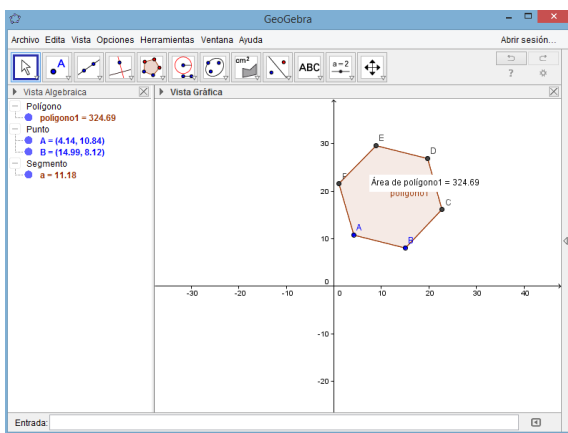 GeoGebra
Archivo Edita Vista Opciones Herramientas Ventana Ayuda
Abrir sesión...
A
cm²
ABC
a = 2
?
Vista Algebraica
Vista Gráfica
Polígono
polígono1 = 324.69
Punto
A = (4.14, 10.84)
B = (14.99, 8.12)
Segmento
a = 11.18
E
D
F
Área de polígono1 = 324.69
polígono1
C
A
B
30
20
10
0
-30 -20 -10 0 10 20 30 40
-10
-20
Entrada: